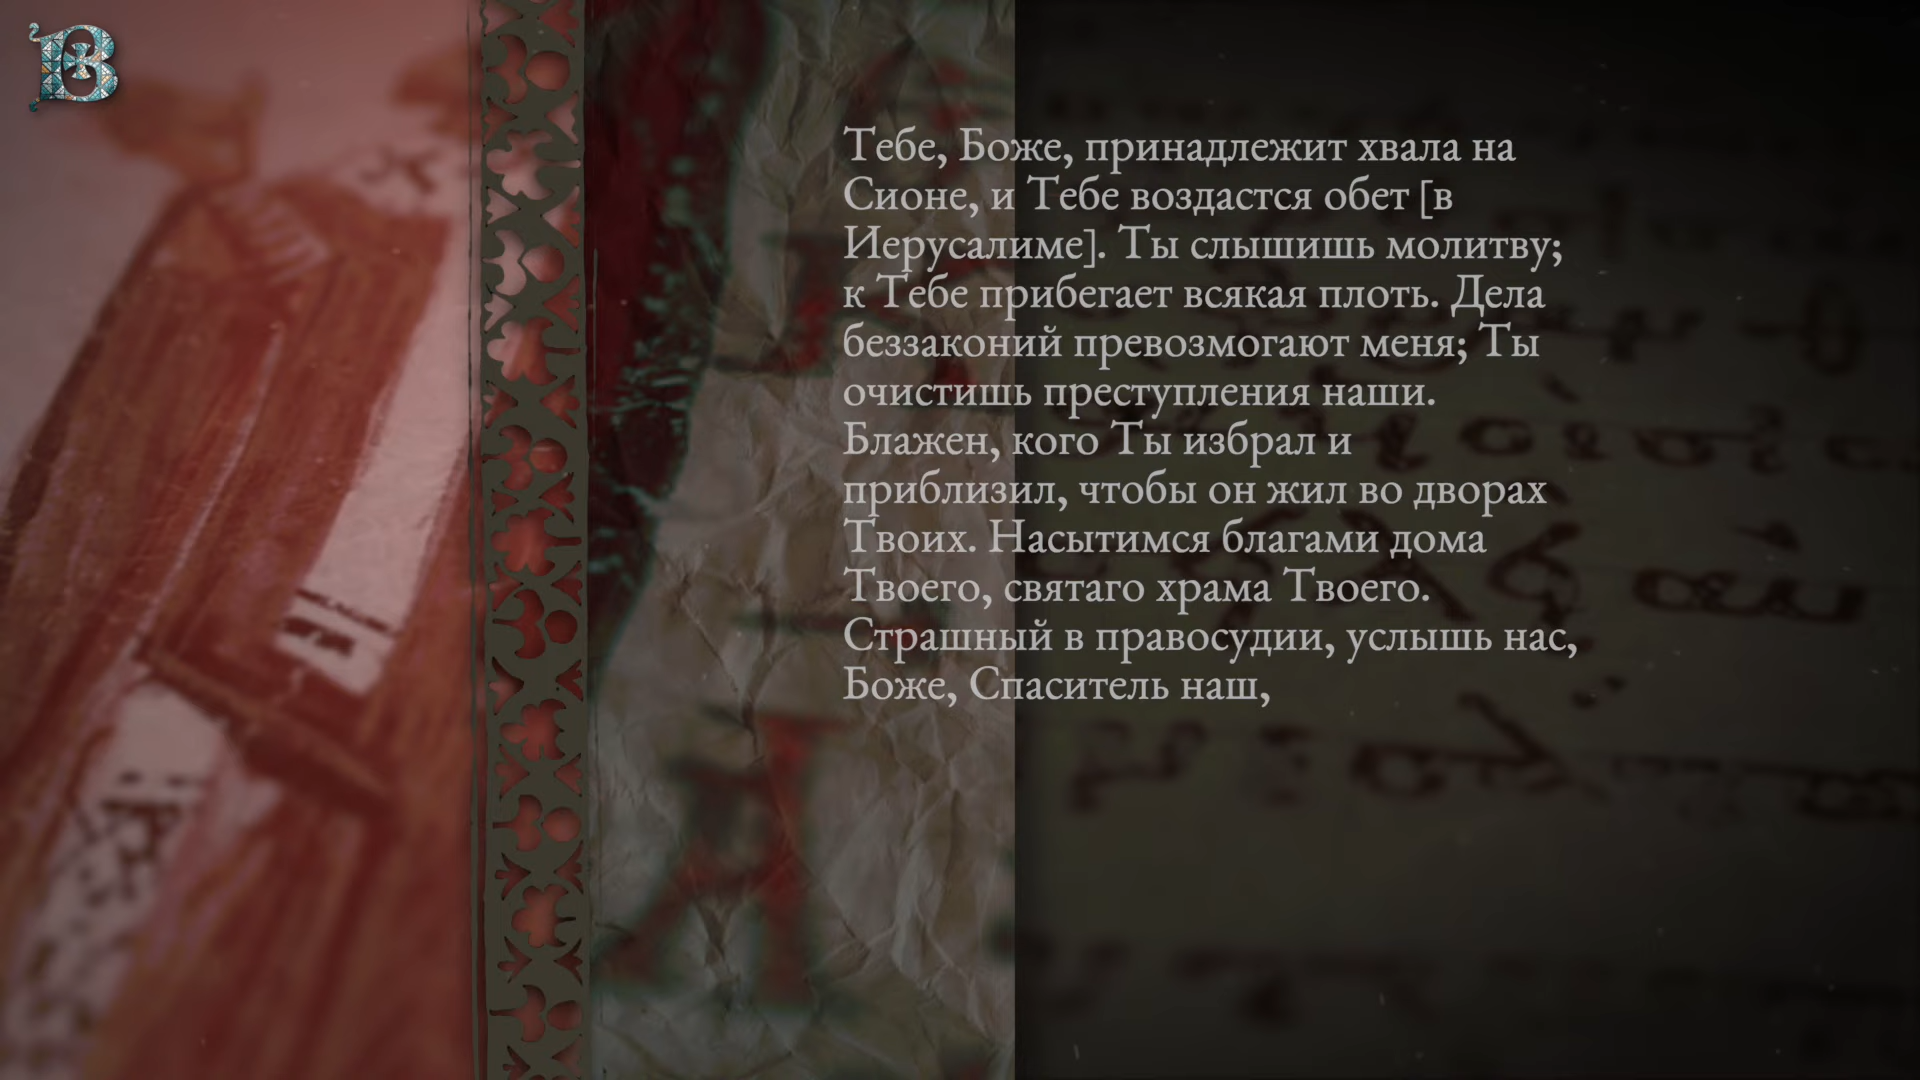 Тебе, Боже, принадлежит хвала на
Сионе, и Тебе воздастся обет [в
Иерусалиме]. Ты слышишь молитву;
к Тебе прибегает всякая плоть. Дела
беззаконий превозмогают меня; Ты
очистишь преступления наши.
Блажен, кого Ты избрал и
приблизил, чтобы он жил во дворах
Твоих. Насытимся благами дома
Твоего, святаго храма Твоего.
Страшный в правосудии, услышь нас,
Боже, Спаситель наш,